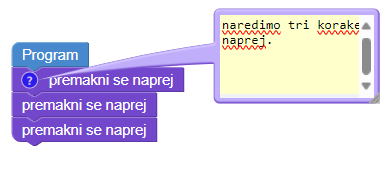 Program
? premakni se naprej
premakni se naprej
premakni se naprej
naredimo tri korake
naprej.